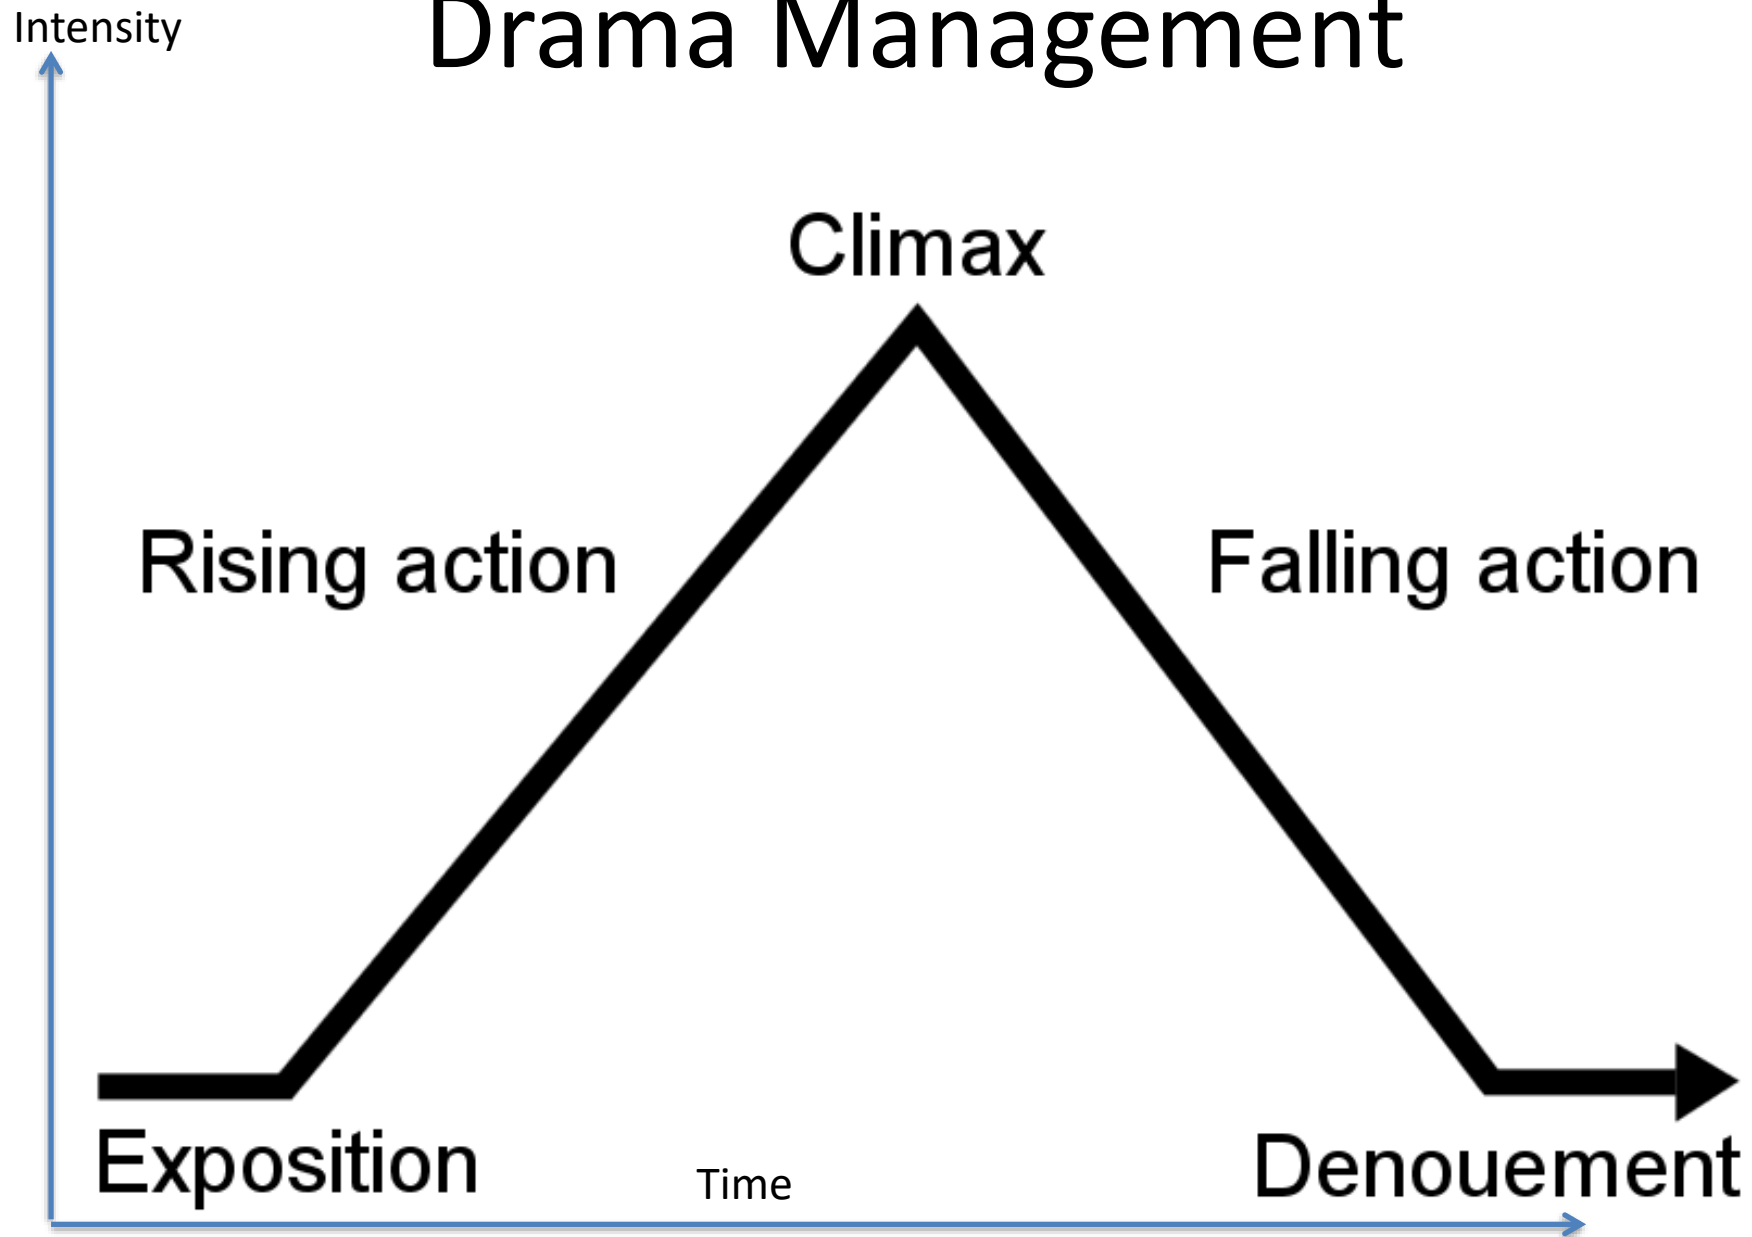 Intensity
Drama Management
Climax
Rising action
Falling action
Exposition
Time
Denouement